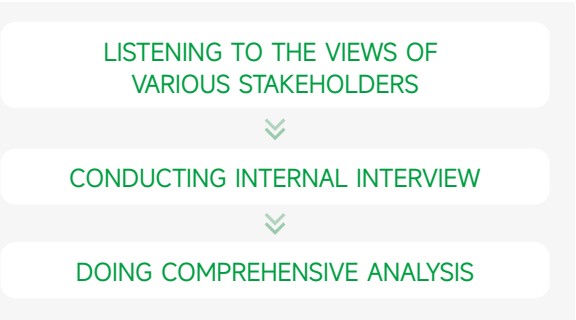 LISTENING TO THE VIEWS OF
VARIOUS STAKEHOLDERS
CONDUCTING INTERNAL INTERVIEW
DOING COMPREHENSIVE ANALYSIS